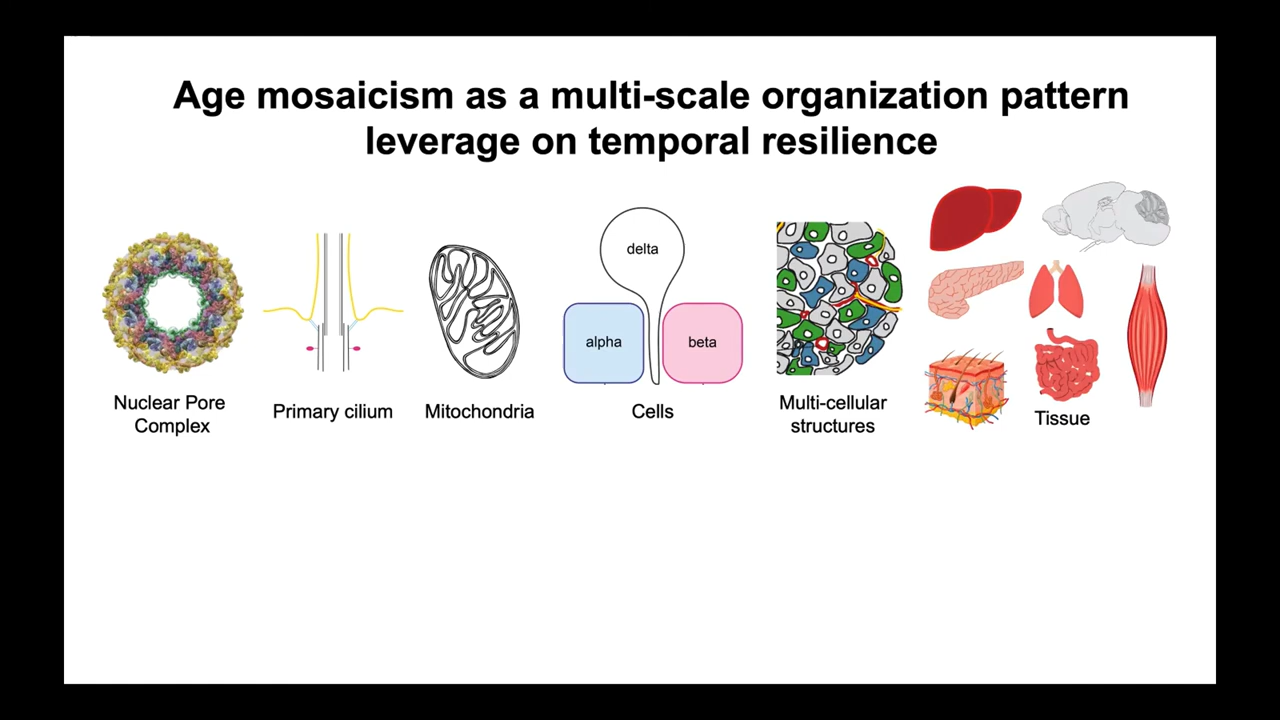 Age mosaicism as a multi-scale organization pattern
leverage on temporal resilience
delta
alpha
beta
Nuclear Pore
Complex
Primary cilium
Mitochondria
Cells
Multi-cellular
structures
Tissue